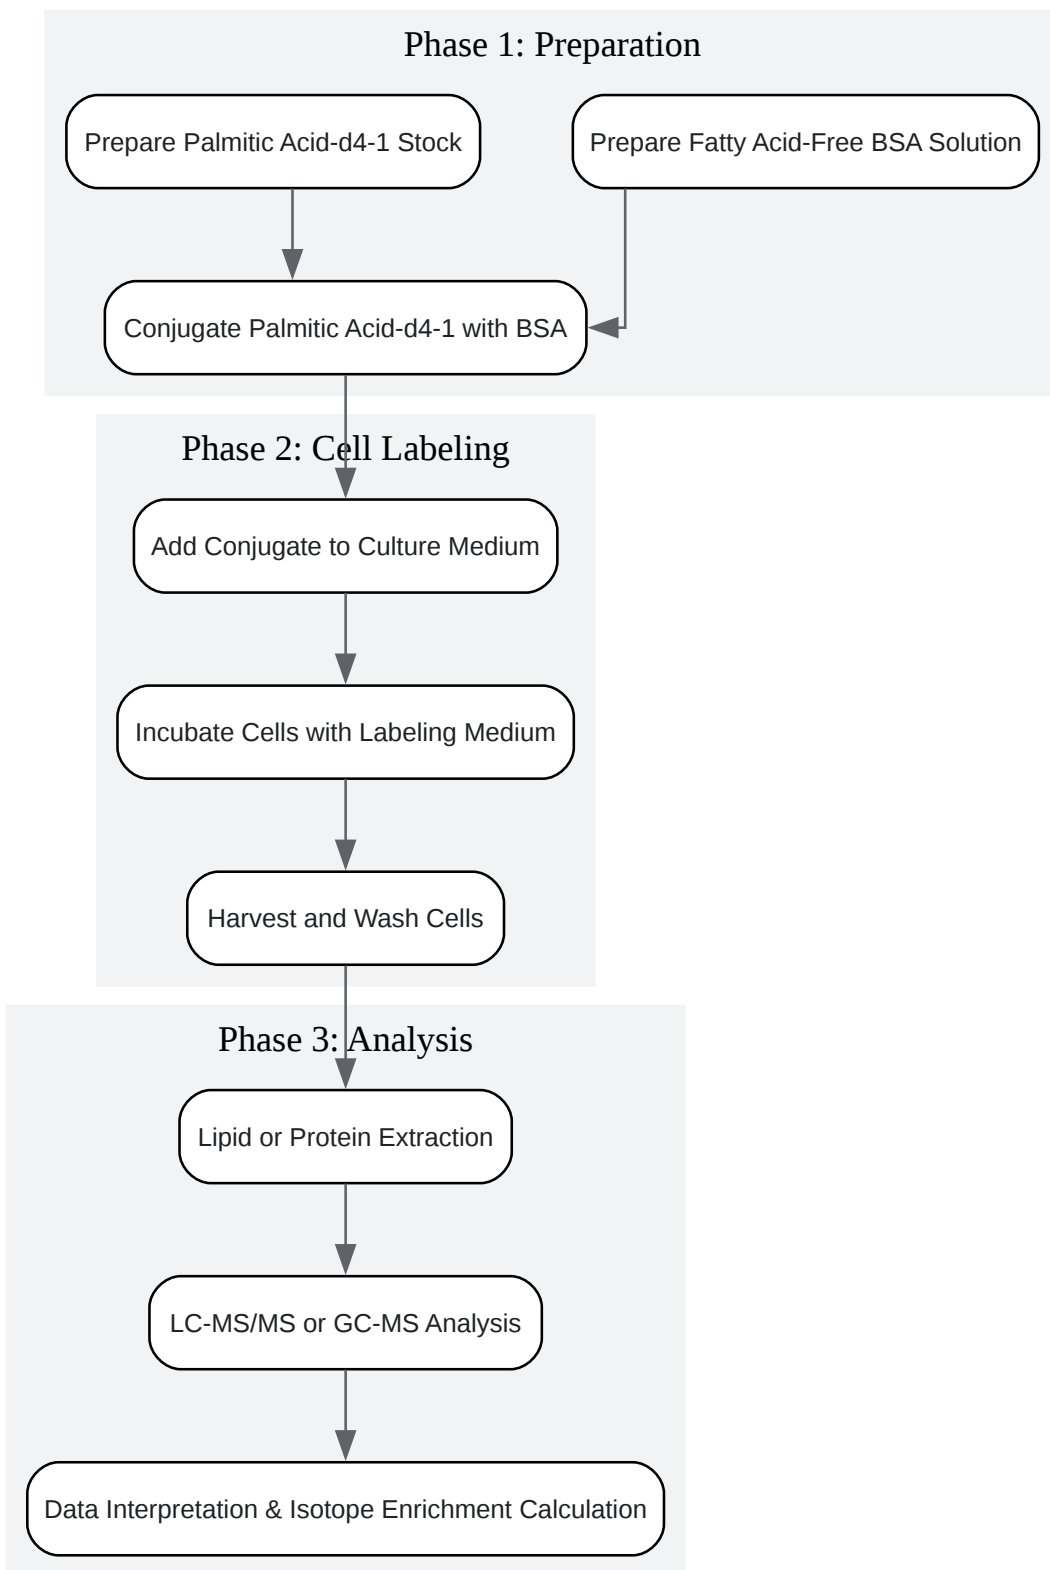 Phase 1: Preparation
Prepare Palmitic Acid-d4-1 Stock
Prepare Fatty Acid-Free BSA Solution
Conjugate Palmitic Acid-d4-1 with BSA
Phase 2: Cell Labeling
Add Conjugate to Culture Medium
Incubate Cells with Labeling Medium
Harvest and Wash Cells
Phase 3: Analysis
Lipid or Protein Extraction
LC-MS/MS or GC-MS Analysis
Data Interpretation & Isotope Enrichment Calculation